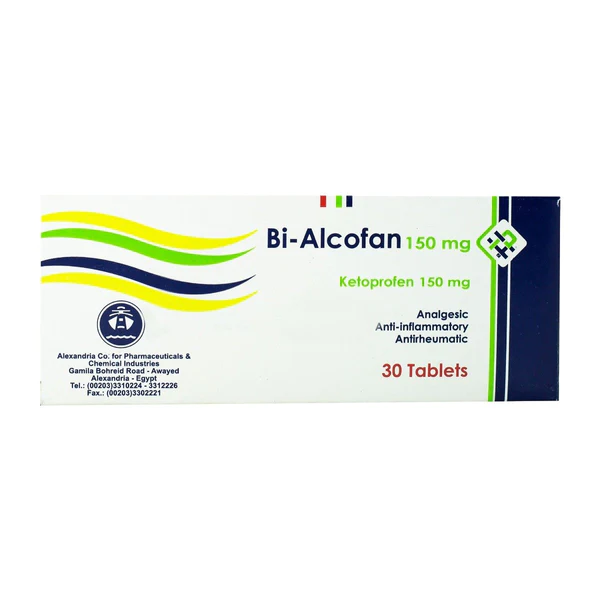 Bi-Alcofan 150 mg
Ketoprofen 150 mg
Analgesic
Anti-inflammatory
Antirheumatic
30 Tablets
Alexandria Co. for Pharmaceuticals &
Chemical Industries
Gamila Bohreid Road - Awayed
Alexandria - Egypt
Tel.: (00203)3310224 - 3312226
Fax.: (00203)3302221